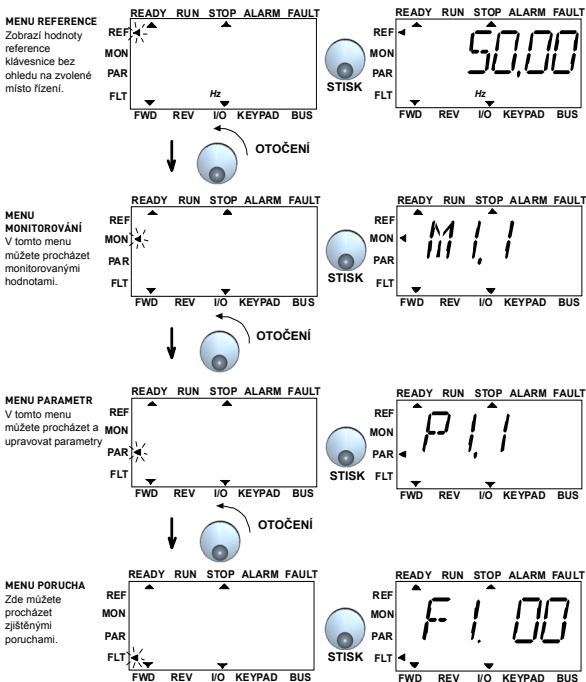 MENU REFERENCE
Zobrazí hodnoty
reference
klávesnice bez
ohledu na zvolené
místo řízení.
READY RUN STOP ALARM FAULT
REF
MON
PAR
FLT
Hz
FWD REV I/O KEYPAD BUS
STISK
READY RUN STOP ALARM FAULT
REF
MON
PAR
FLT
50,00
Hz
FWD REV I/O KEYPAD BUS
OTOČENÍ
MENU
MONITOROVÁNÍ
V tomto menu
můžete procházet
monitorovanými
hodnotami.
READY RUN STOP ALARM FAULT
REF
MON
PAR
FLT
FWD REV I/O KEYPAD BUS
STISK
READY RUN STOP ALARM FAULT
REF
MON
PAR
FLT
M1,1
FWD REV I/O KEYPAD BUS
OTOČENÍ
MENU PARAMETR
V tomto menu
můžete procházet a
upravovat parametry
READY RUN STOP ALARM FAULT
REF
MON
PAR
FLT
FWD REV I/O KEYPAD BUS
STISK
READY RUN STOP ALARM FAULT
REF
MON
PAR
FLT
P1,1
FWD REV I/O KEYPAD BUS
OTOČENÍ
MENU PORUCHA
Zde můžete
procházet
zjištěnými
poruchami.
READY RUN STOP ALARM FAULT
REF
MON
PAR
FLT
FWD REV I/O KEYPAD BUS
STISK
READY RUN STOP ALARM FAULT
REF
MON
PAR
FLT
F1. 00
FWD REV I/O KEYPAD BUS